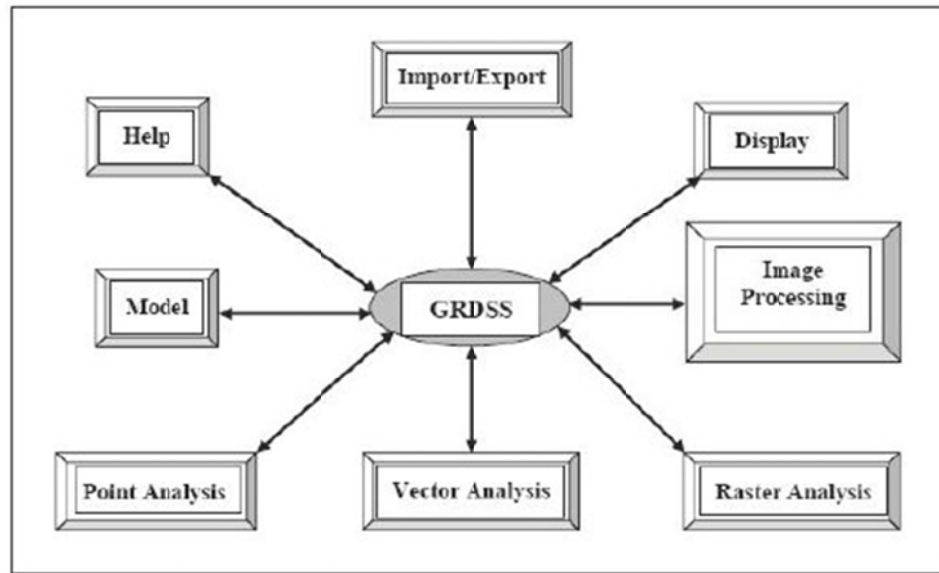 Import/Export
Help
Display
Image
Processing
Model
GRDSS
Point Analysis
Vector Analysis
Raster Analysis